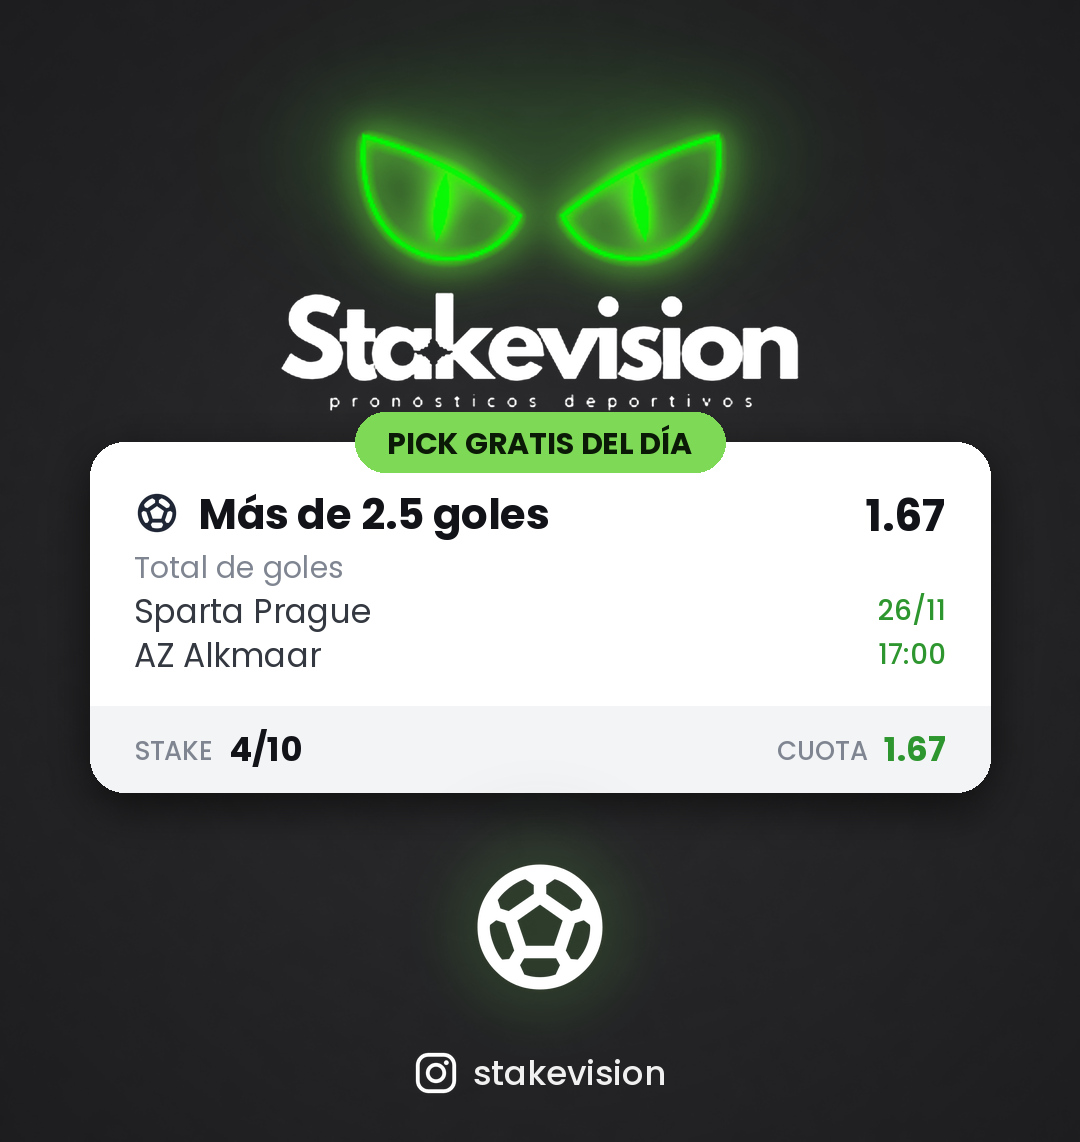 Stakevision
pronósticos deportivos
PICK GRATIS DEL DÍA
Más de 2.5 goles 1.67
Total de goles
Sparta Prague 26/11
AZ Alkmaar 17:00
STAKE 4/10 CUOTA 1.67
stakevision